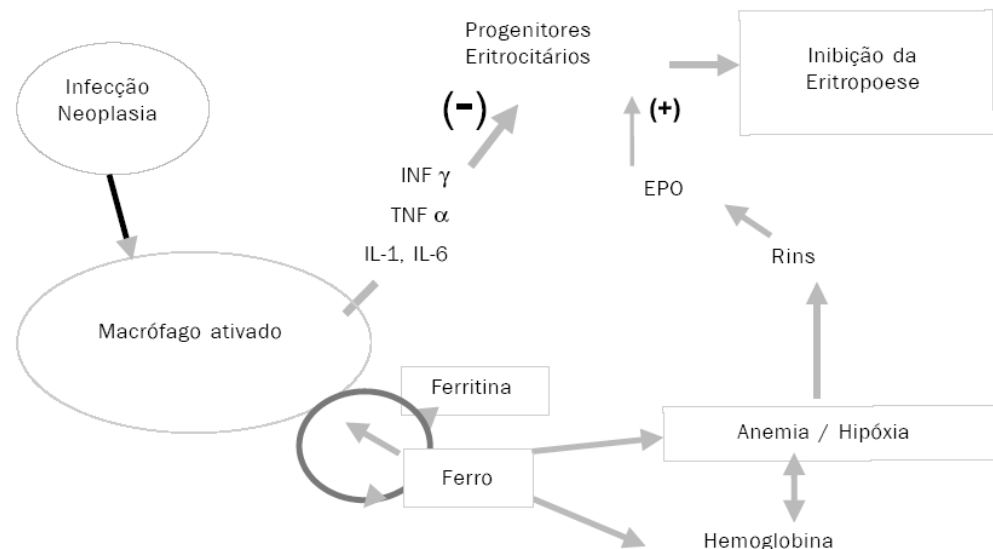 Progenitores
Eritrocitários
Inibição da
Eritropoese
Infecção
Neoplasia
(-)
(+)
INF γ
TNF α
IL-1, IL-6
EPO
Rins
Macrófago ativado
Ferritina
Anemia / Hipóxia
Ferro
Hemoglobina